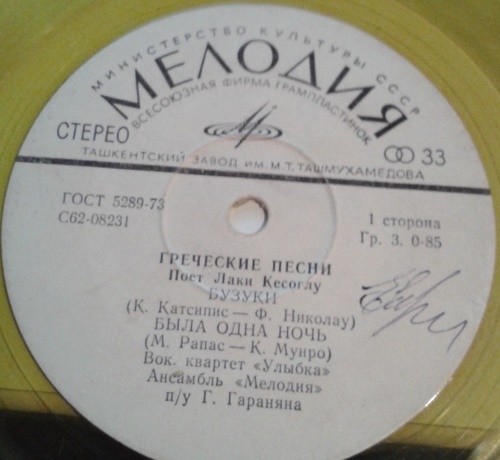 МИНИСТЕРСТВО КУЛЬТУРЫ СССР
МЕЛОДИЯ
ВСЕСОЮЗНАЯ ФИРМА ГРАМПЛАСТИНОК
СТЕРЕО
33
ТАШКЕНТСКИЙ ЗАВОД ИМ. М.Т. ТАШМУХАМЕДОВА
ГОСТ 5289-73
С62-08231
1 сторона
Гр. 3. 0-85
ГРЕЧЕСКИЕ ПЕСНИ
Поет Лаки Кесоглу
БУЗУКИ
(К. Катсипис — Ф. Николау)
БЫЛА ОДНА НОЧЬ
(М. Рапас — К. Мунро)
Вок. квартет «Улыбка»
Ансамбль «Мелодия»
п/у Г. Гараняна